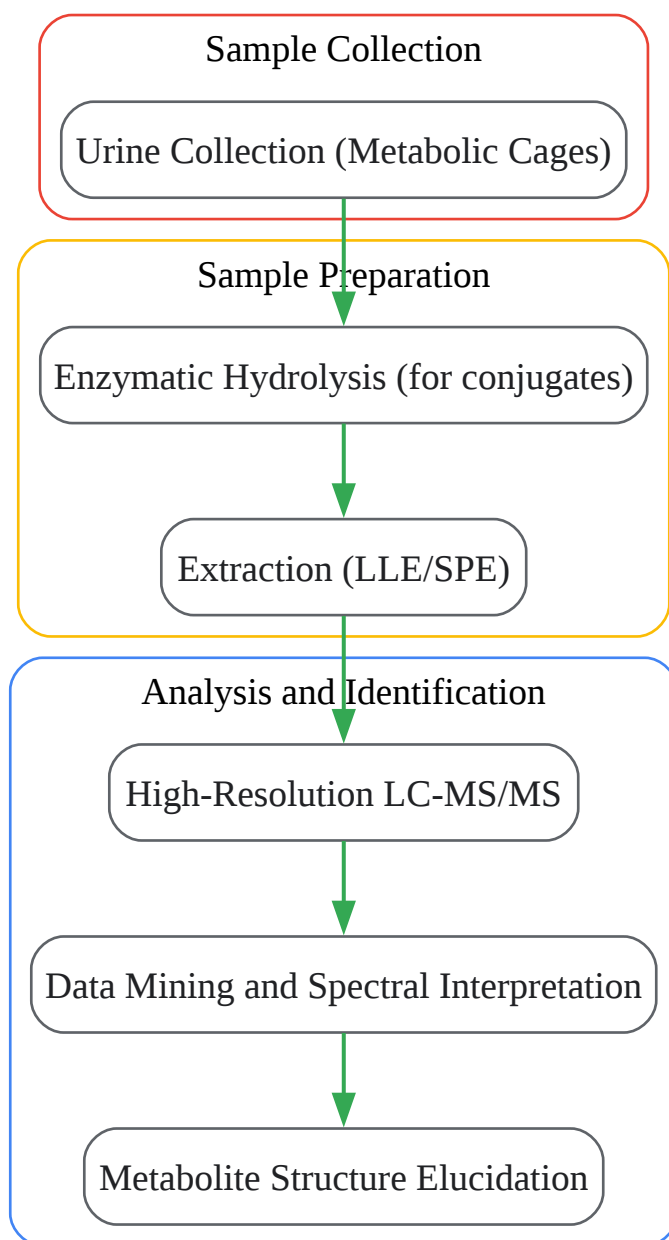 Sample Collection
Urine Collection (Metabolic Cages)
Sample Preparation
Enzymatic Hydrolysis (for conjugates)
Extraction (LLE/SPE)
Analysis and Identification
High-Resolution LC-MS/MS
Data Mining and Spectral Interpretation
Metabolite Structure Elucidation